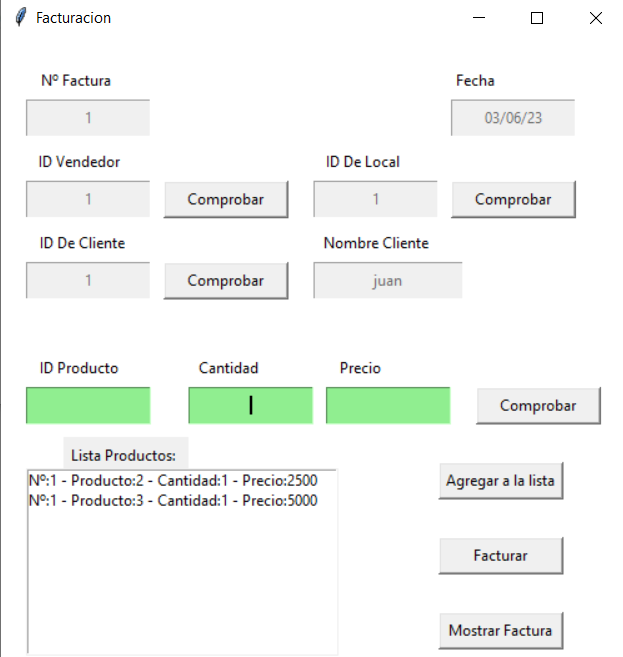 Facturacion
Nº Factura
Fecha
1
03/06/23
ID Vendedor
ID De Local
1
Comprobar
1
Comprobar
ID De Cliente
Nombre Cliente
1
Comprobar
juan
ID Producto
Cantidad
Precio
Comprobar
Lista Productos:
Nº:1 - Producto:2 - Cantidad:1 - Precio:2500
Nº:1 - Producto:3 - Cantidad:1 - Precio:5000
Agregar a la lista
Facturar
Mostrar Factura